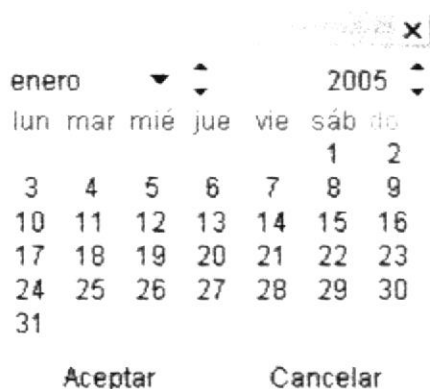 enero 2005
lun mar mié jue vie sáb do
1 2
3 4 5 6 7 8 9
10 11 12 13 14 15 16
17 18 19 20 21 22 23
24 25 26 27 28 29 30
31
Aceptar Cancelar